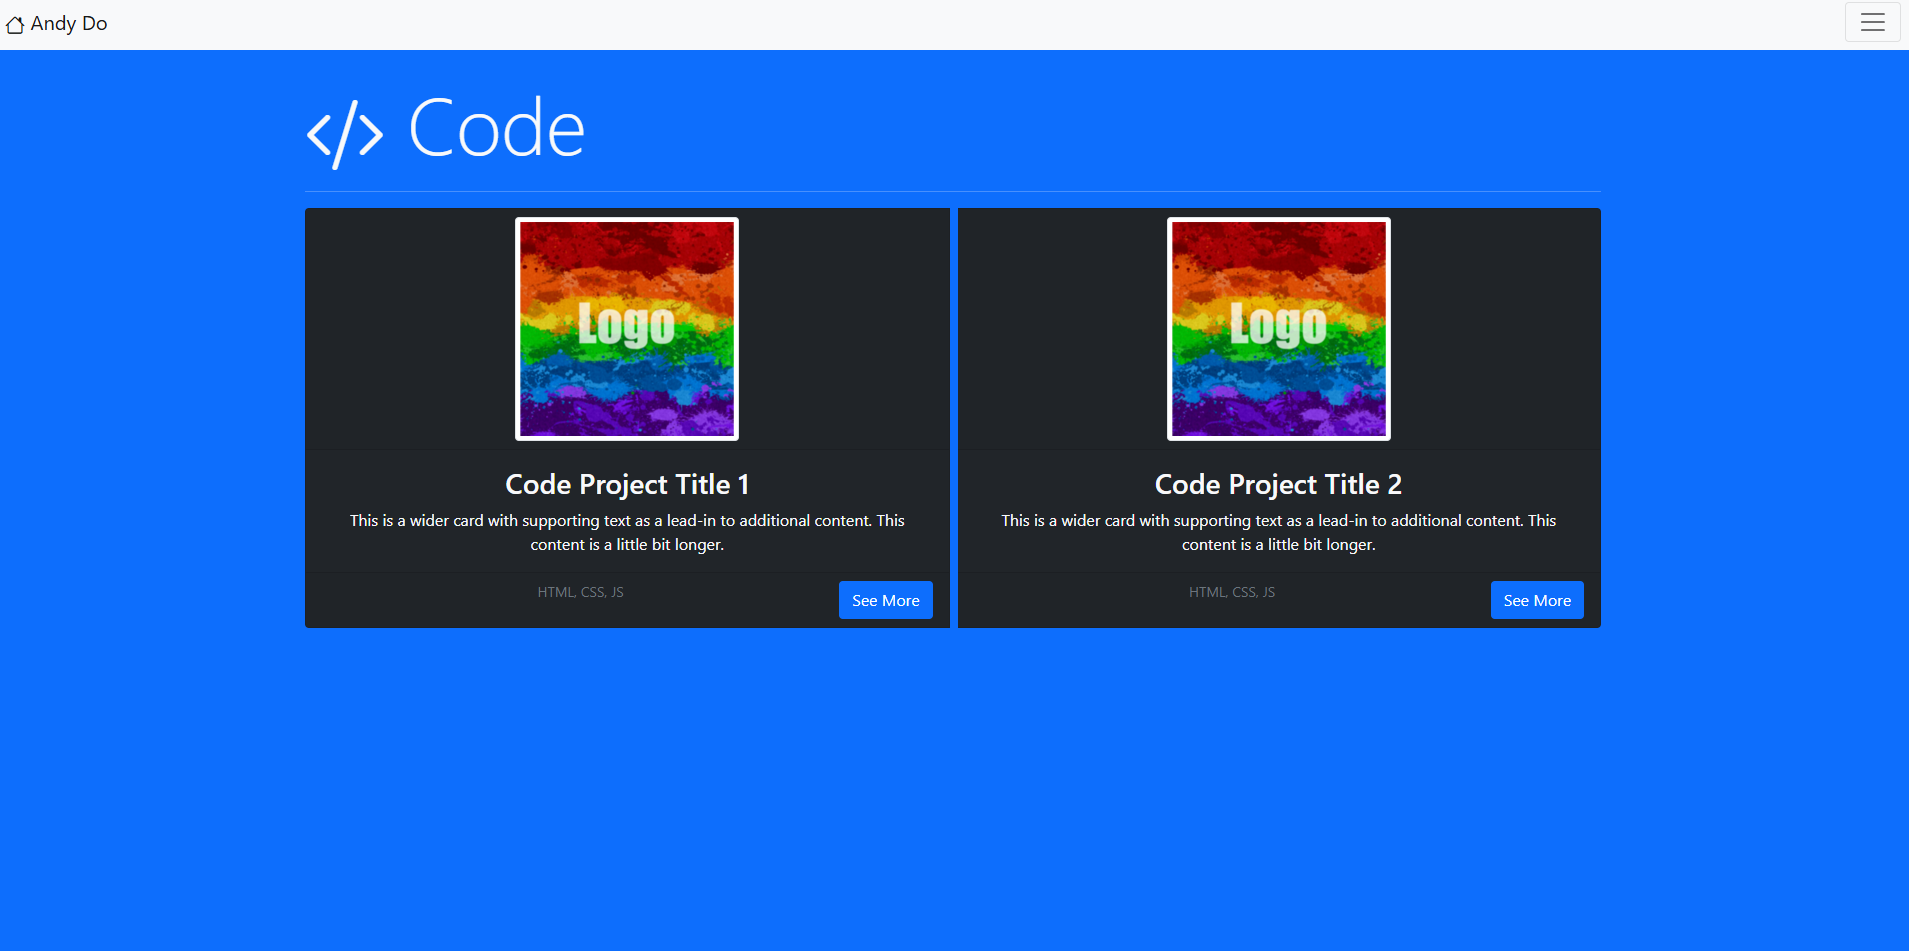 Andy Do
</> Code
Logo
Logo
Code Project Title 1
This is a wider card with supporting text as a lead-in to additional content. This
content is a little bit longer.
HTML, CSS, JS
See More
Code Project Title 2
This is a wider card with supporting text as a lead-in to additional content. This
content is a little bit longer.
HTML, CSS, JS
See More